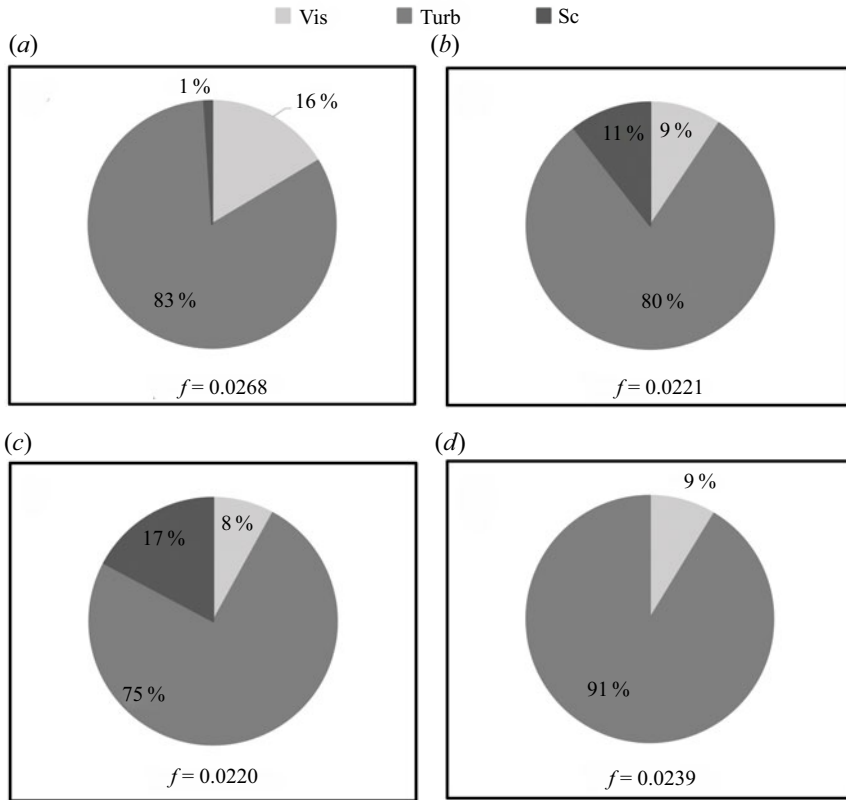 Vis Turb Sc
(a)
1 % 16 %
83 %
f = 0.0268
(b)
11 % 9 %
80 %
f = 0.0221
(c)
17 % 8 %
75 %
f = 0.0220
(d)
9 %
91 %
f = 0.0239